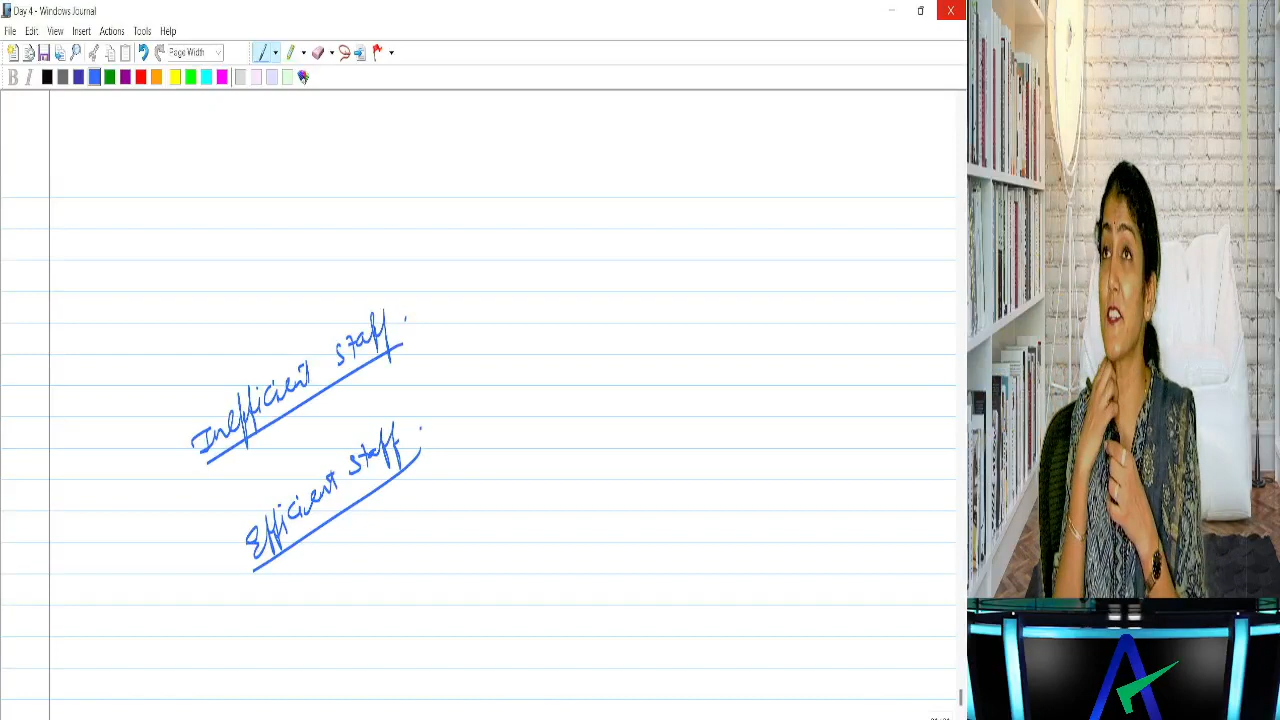 Day 4 - Windows Journal
File Edit View Insert Actions Tools Help
Page Width
B I
Inefficient staff.
Efficient staff.